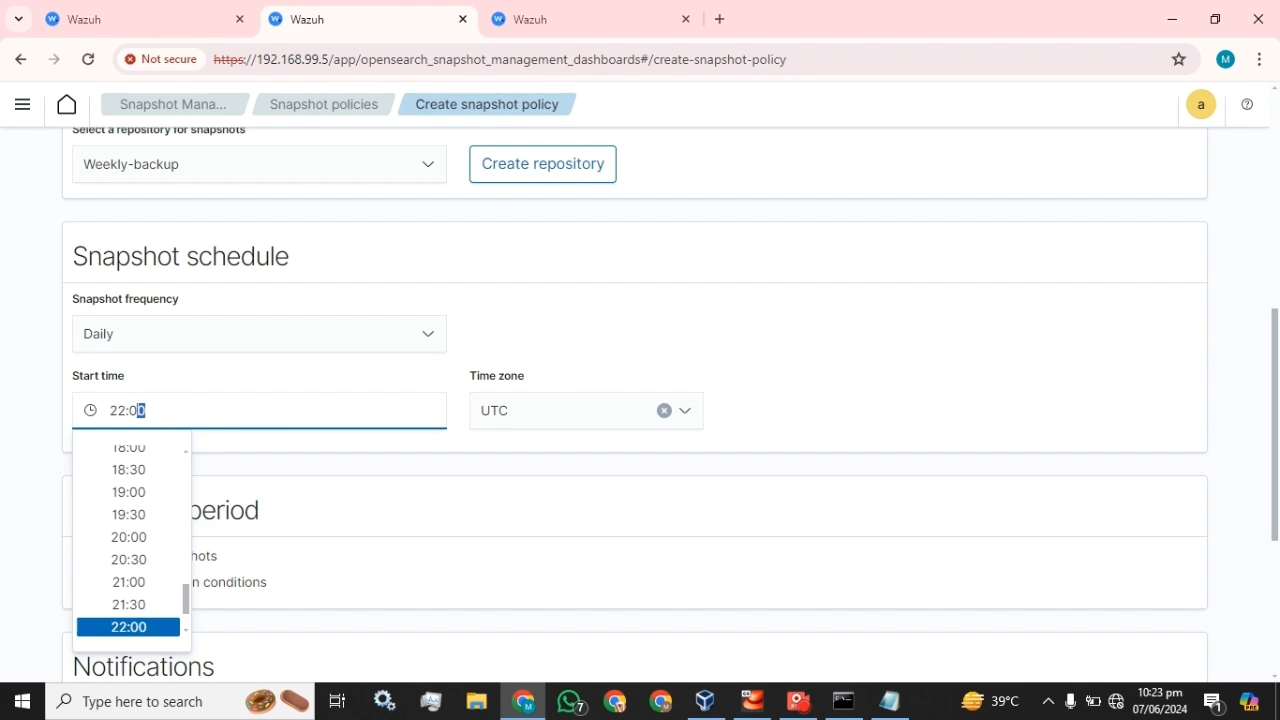 Wazuh
Wazuh
Wazuh
Not secure
https://192.168.99.5/app/opensearch_snapshot_management_dashboards#/create-snapshot-policy
M
Snapshot Mana...
Snapshot policies
Create snapshot policy
a
Select a repository for snapshots
Weekly-backup
Create repository
Snapshot schedule
Snapshot frequency
Daily
Start time
Time zone
22:00
UTC
18:00
18:30
19:00
19:30
20:00
20:30
21:00
21:30
22:00
period
hots
n conditions
Notifications
Type here to search
7
39°C
10:23 pm
07/06/2024
1